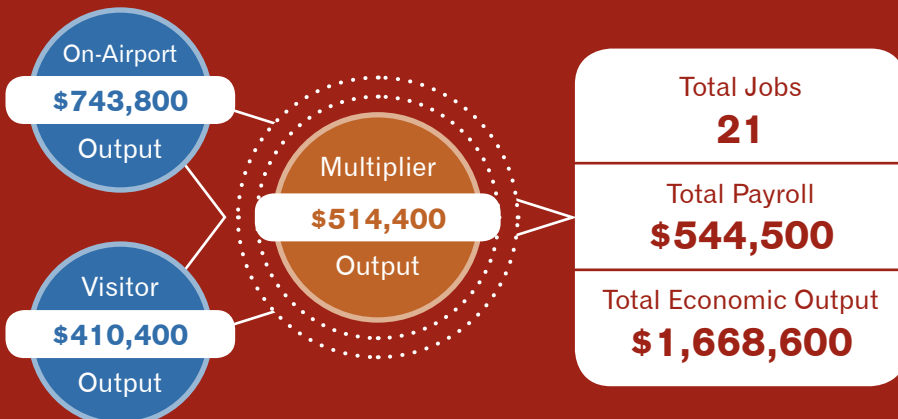 On-Airport
$743,800
Output
Visitor
$410,400
Output
Multiplier
$514,400
Output
Total Jobs
21
Total Payroll
$544,500
Total Economic Output
$1,668,600